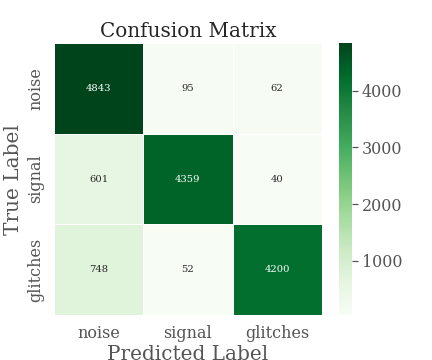 Confusion Matrix
True Label
noise
signal
glitches
4843 95 62
601 4359 40
748 52 4200
noise signal glitches
Predicted Label
4000
3000
2000
1000